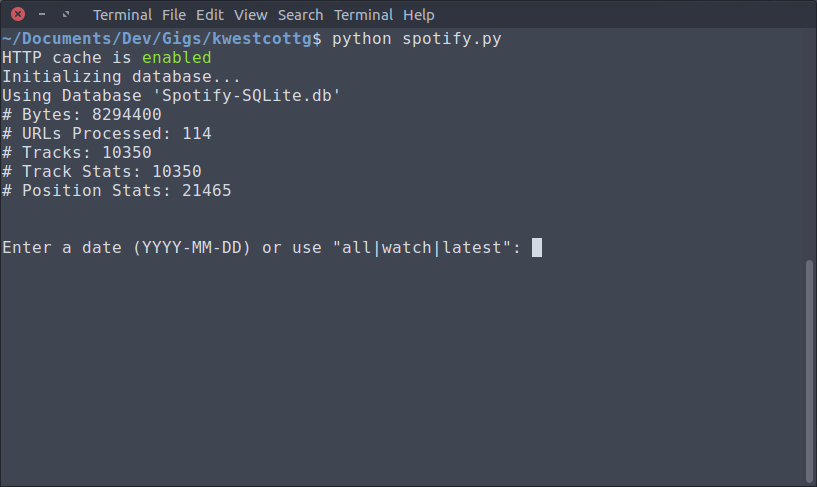 Terminal File Edit View Search Terminal Help
~/Documents/Dev/Gigs/kwestcottg$ python spotify.py
HTTP cache is enabled
Initializing database...
Using Database 'Spotify-SQLite.db'
# Bytes: 8294400
# URLs Processed: 114
# Tracks: 10350
# Track Stats: 10350
# Position Stats: 21465
Enter a date (YYYY-MM-DD) or use "all|watch|latest":